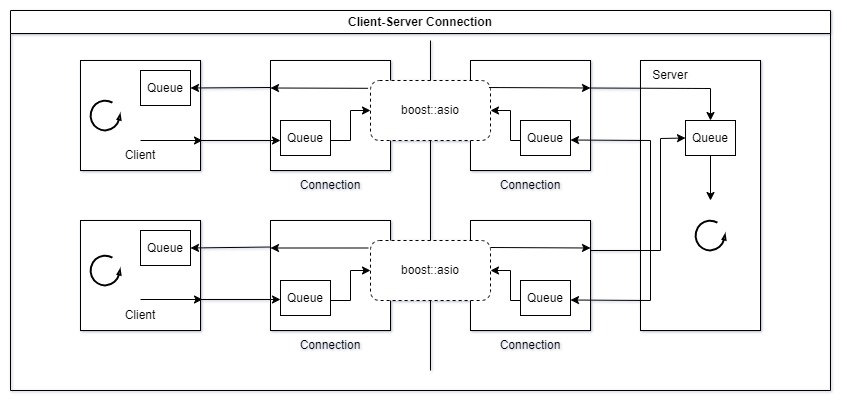 Client-Server Connection
Queue
Client
Queue
Connection
boost::asio
Queue
Connection
Server
Queue
Queue
Client
Queue
Connection
boost::asio
Queue
Connection